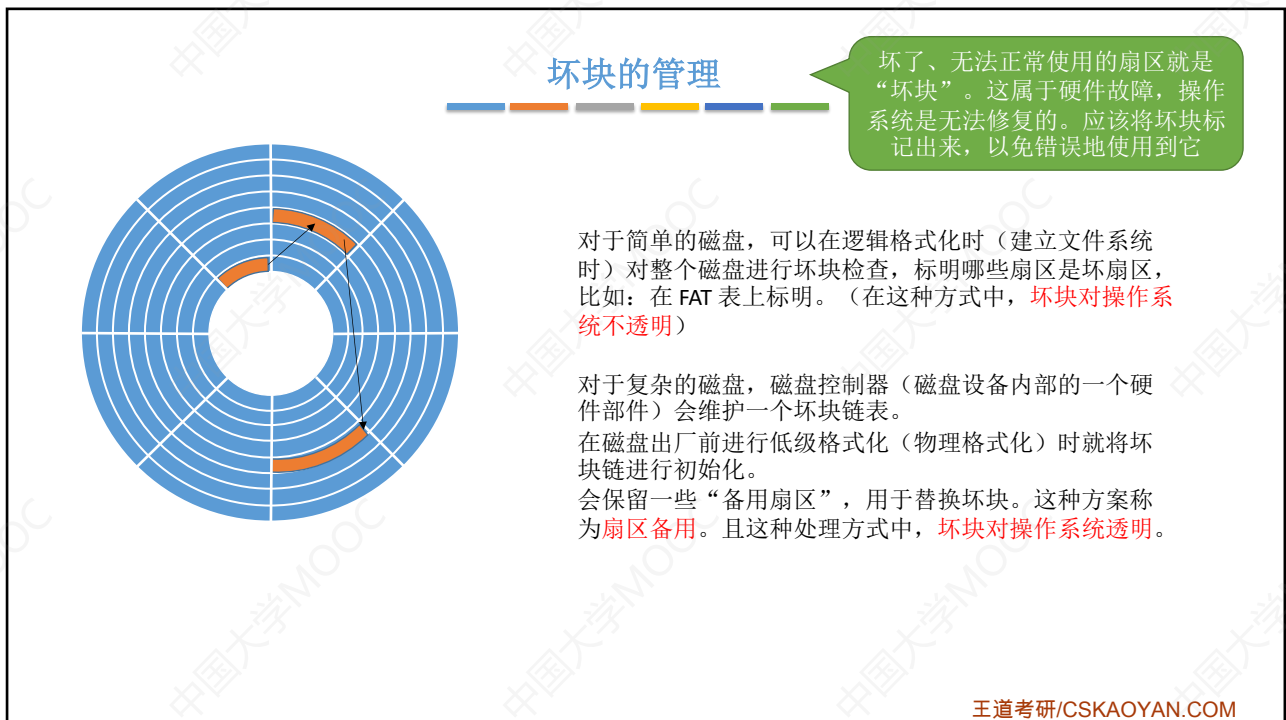 坏块的管理
坏了、无法正常使用的扇区就是
“坏块”。这属于硬件故障，操作
系统是无法修复的。应该将坏块标
记出来，以免错误地使用到它
对于简单的磁盘，可以在逻辑格式化时（建立文件系统
时）对整个磁盘进行坏块检查，标明哪些扇区是坏扇区，
比如：在 FAT 表上标明。（在这种方式中，坏块对操作系
统不透明）
对于复杂的磁盘，磁盘控制器（磁盘设备内部的一个硬
件部件）会维护一个坏块链表。
在磁盘出厂前进行低级格式化（物理格式化）时就将坏
块链进行初始化。
会保留一些“备用扇区”，用于替换坏块。这种方案称
为扇区备用。且这种处理方式中，坏块对操作系统透明。
王道考研/CSKAOYAN.COM
中国大学MOOC